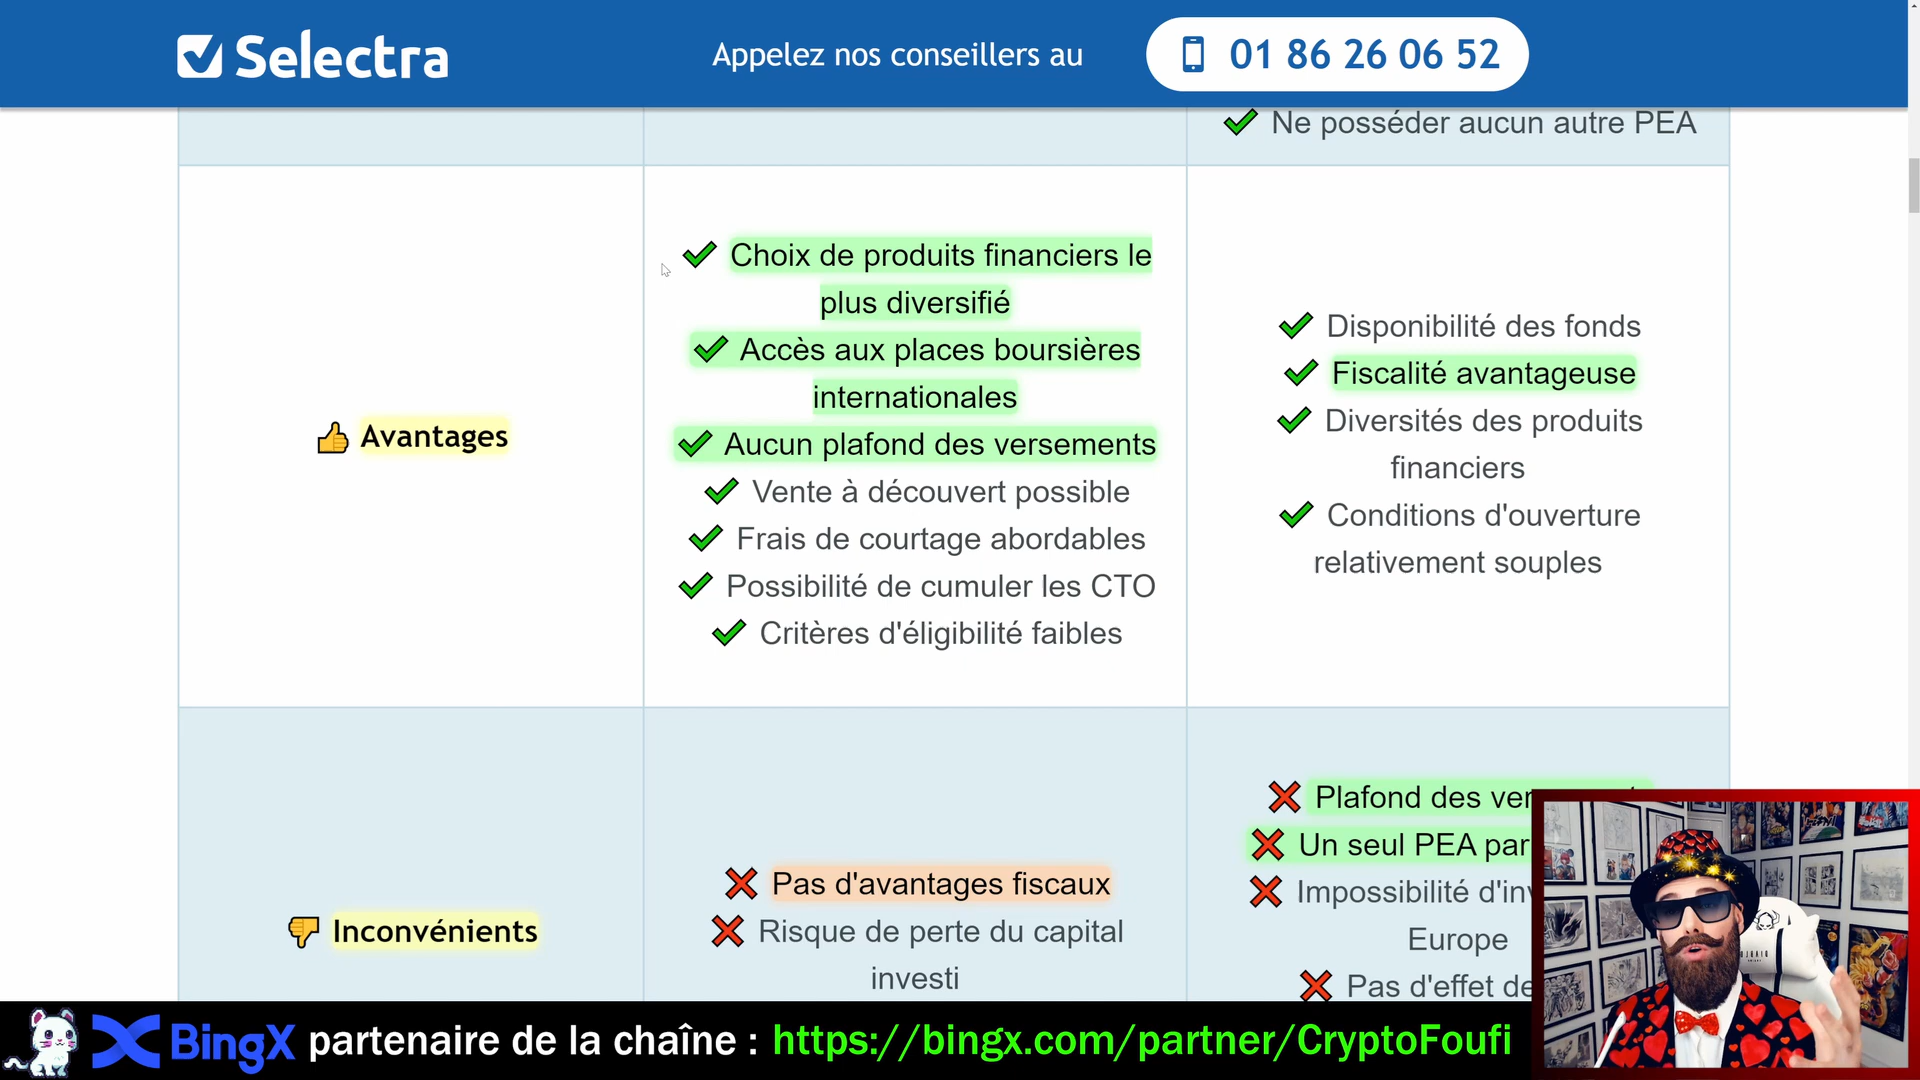 Selectra
Appelez nos conseillers au
01 86 26 06 52
Ne posséder aucun autre PEA
Avantages
Choix de produits financiers le
plus diversifié
Accès aux places boursières
internationales
Aucun plafond des versements
Vente à découvert possible
Frais de courtage abordables
Possibilité de cumuler les CTO
Critères d'éligibilité faibles
Disponibilité des fonds
Fiscalité avantageuse
Diversités des produits
financiers
Conditions d'ouverture
relativement souples
Inconvénients
Pas d'avantages fiscaux
Risque de perte du capital
investi
Plafond des
Un seul PEA par
Impossibilité
Europe
Pas d'effet de
BingX partenaire de la chaîne : https://bingx.com/partner/CryptoFoufi